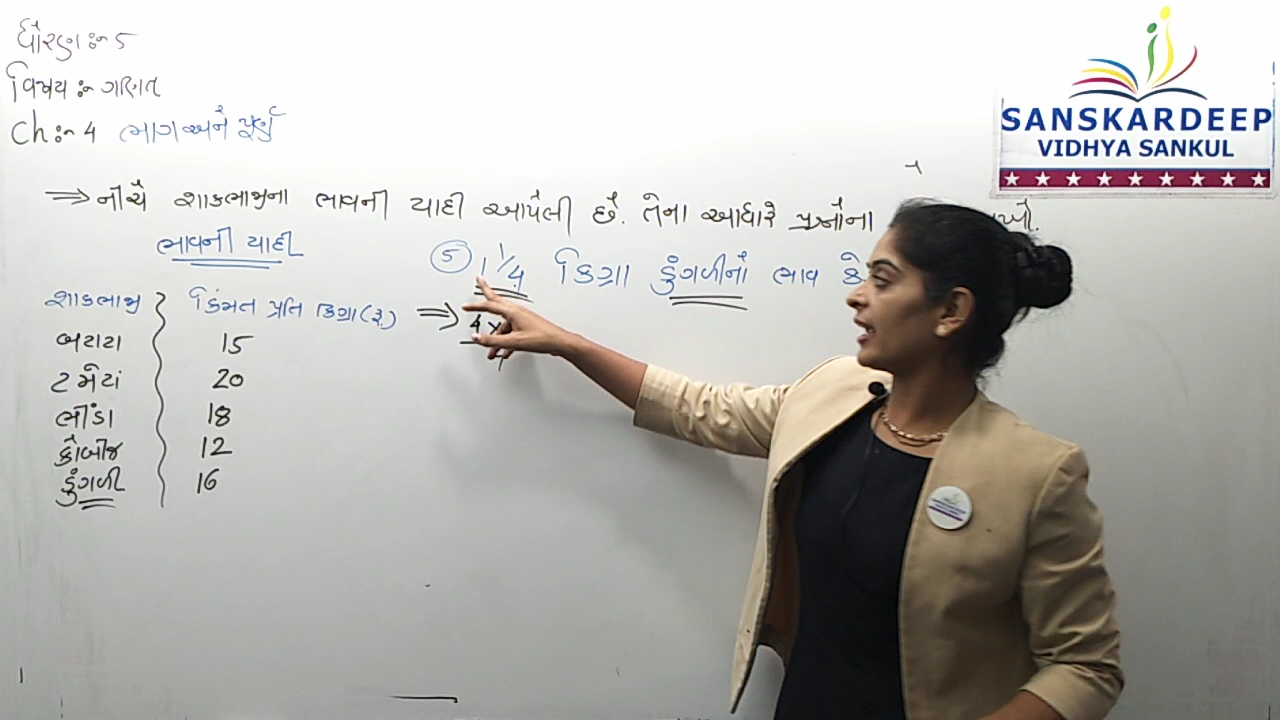 ધોરણ :- 5
વિષય :- ગણિત
Ch :- 4 ભાગ અને પૂર્ણ
SANSKARDEEP
VIDHYA SANKUL
⇒ નીચે શાકભાજીના ભાવની યાદી આપેલી છે. તેના આધારે પ્રશ્નોના
ભાવની યાદી
શાકભાજી કિંમત પ્રતિ કિગ્રા (રૂ.)
બટાટા 15
ટમેટાં 20
ભીંડા 18
કોબીજ 12
ડુંગળી 16
⑤ 1 1/4 કિગ્રા ડુંગળીનો ભાવ કે
⇒ 4 ×